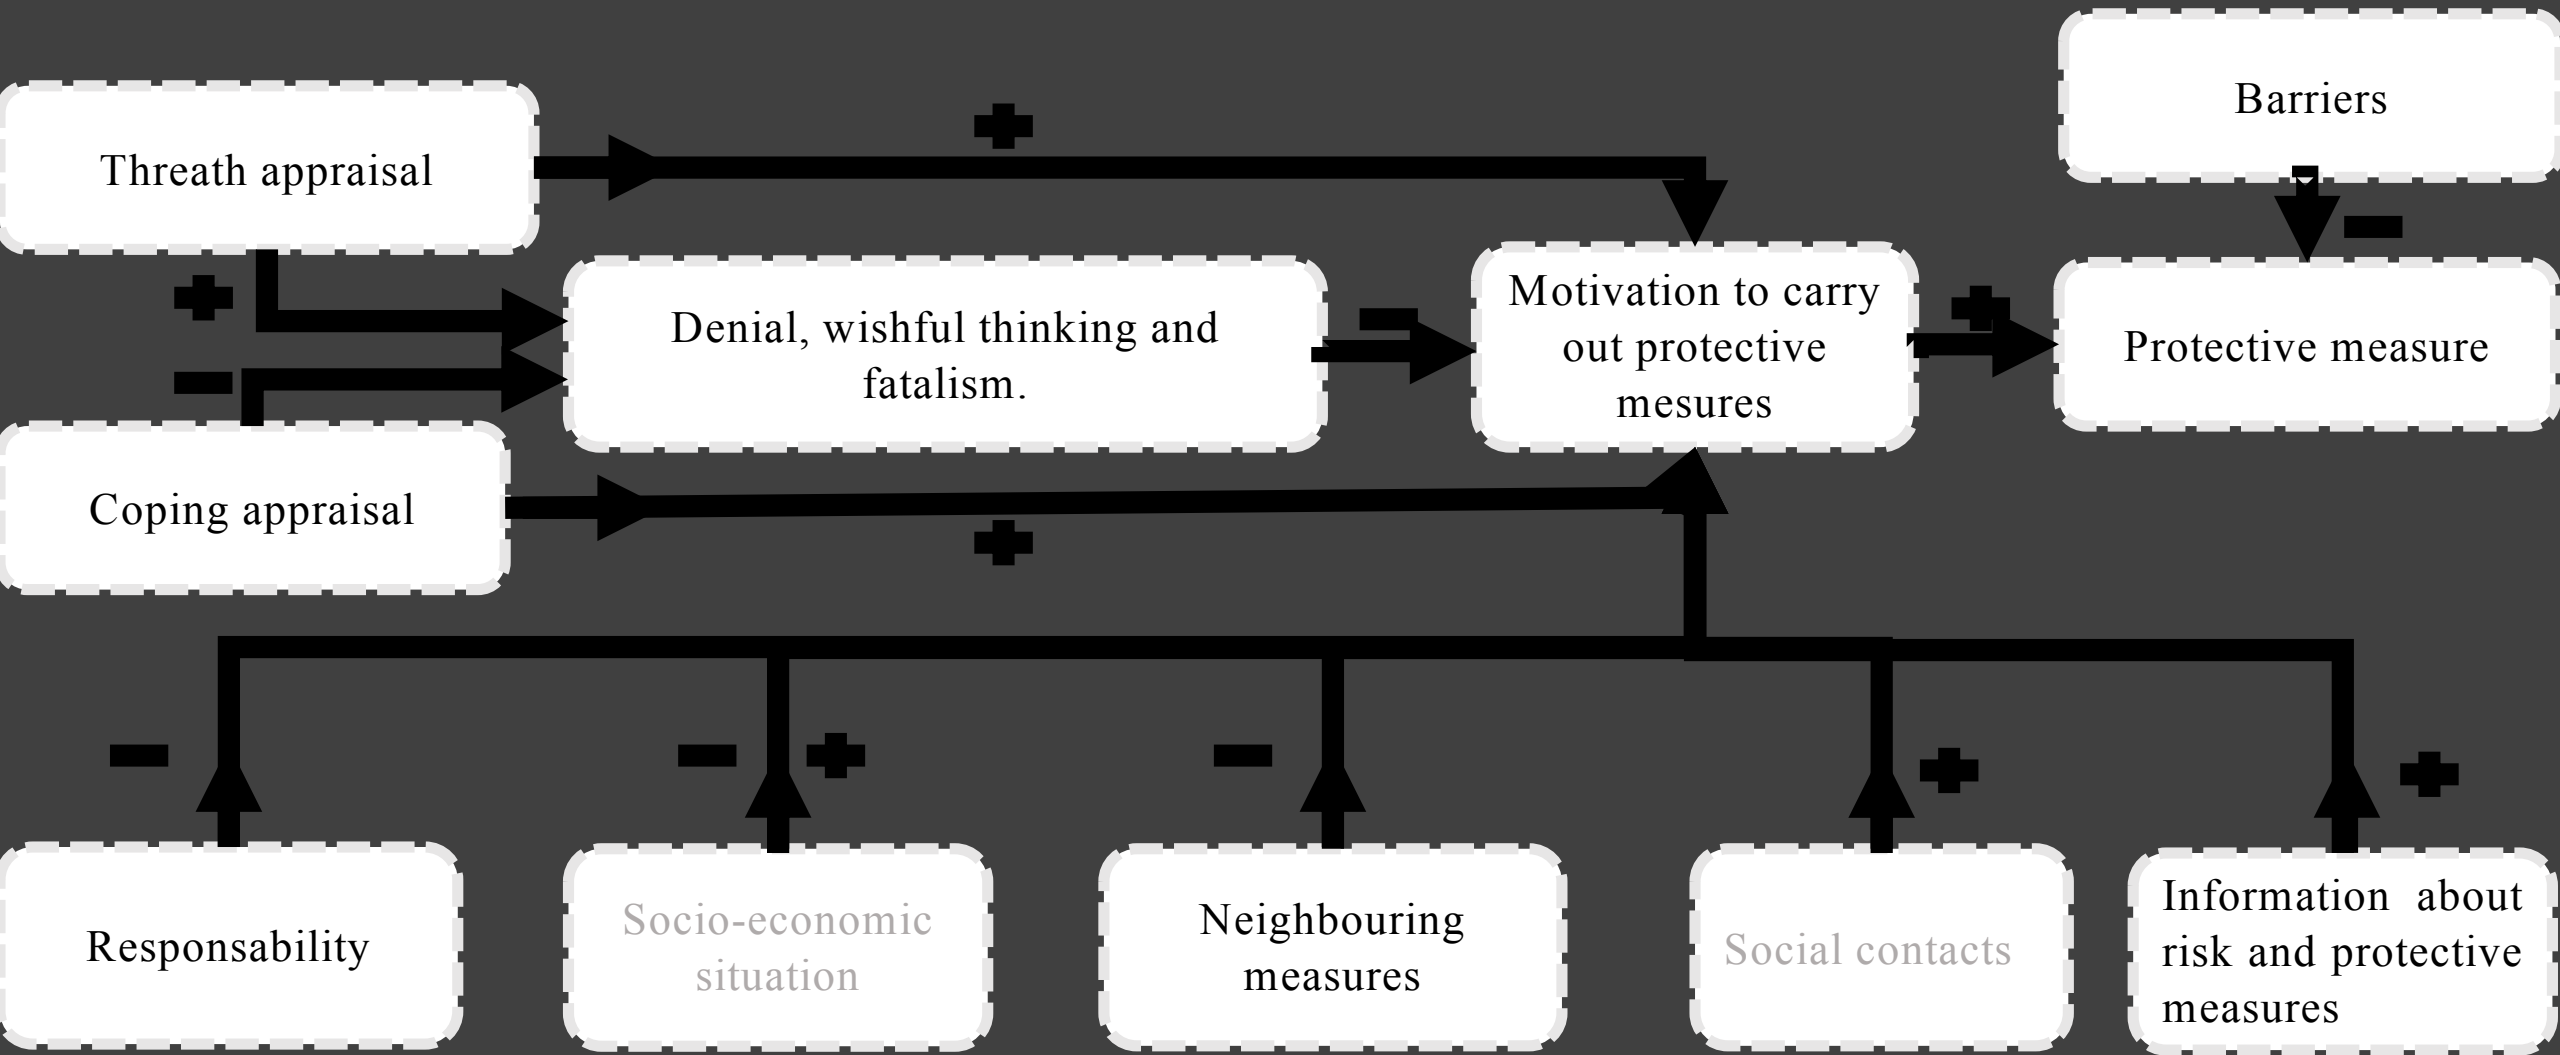 Barriers
Threath appraisal
Denial, wishful thinking and
fatalism.
Motivation to carry
out protective
mesures
Protective measure
Coping appraisal
Responsability
Socio-economic
situation
Neighbouring
measures
Social contacts
Information about
risk and protective
measures